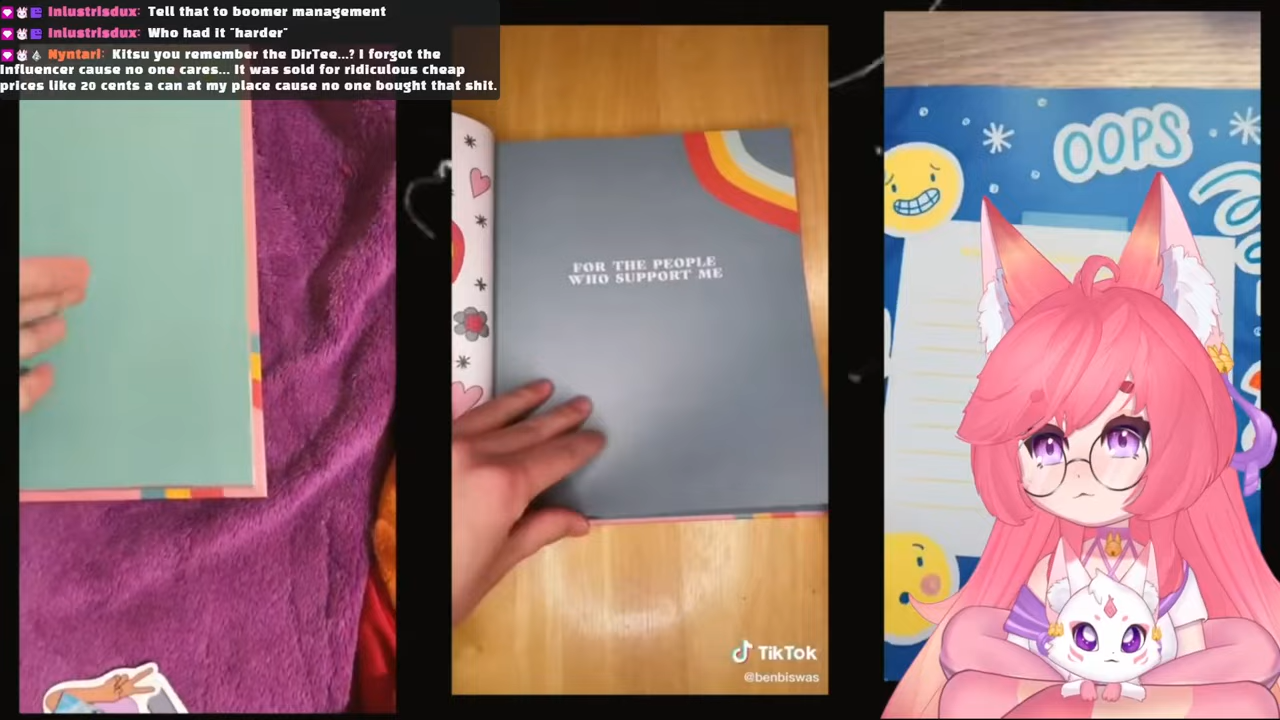 Inlustrisdux: Tell that to boomer management
Inlustrisdux: Who had it "harder"
Nyntari: Kitsu you remember the DirTee...? I forgot the
Influencer cause no one cares... It was sold for ridiculous cheap
prices like 20 cents a can at my place cause no one bought that shit.
FOR THE PEOPLE
WHO SUPPORT ME
OOPS
TikTok
@benbiswas